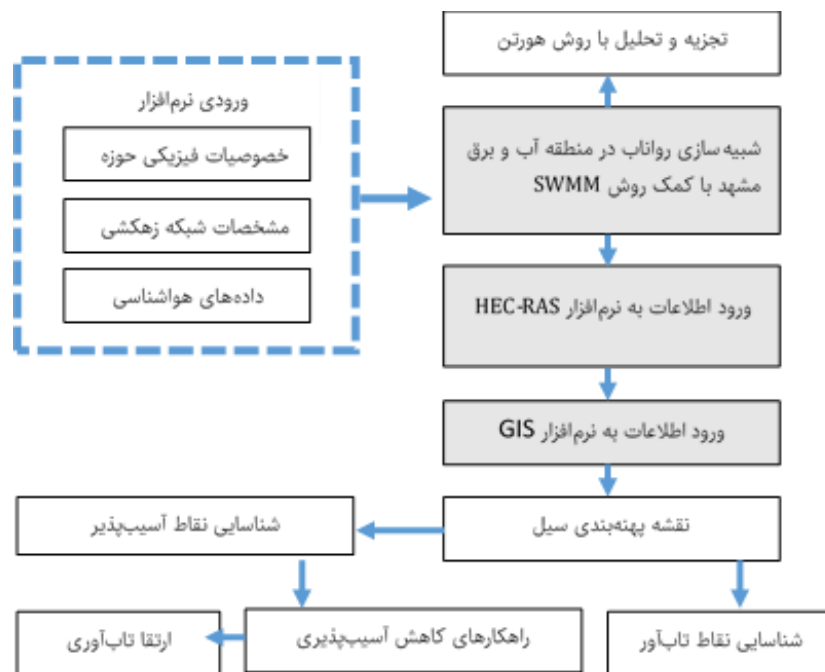 تجزیه و تحلیل با روش هورتن
ورودی نرم‌افزار
خصوصیات فیزیکی حوزه
مشخصات شبکه زهکشی
داده‌های هواشناسی
شبیه سازی رواناب در منطقه آب و برق
مشهد با کمک روش SWMM
ورود اطلاعات به نرم‌افزار HEC-RAS
ورود اطلاعات به نرم‌افزار GIS
نقشه پهنه‌بندی سیل
شناسایی نقاط آسیب‌پذیر
شناسایی نقاط تاب‌آور
راهکارهای کاهش آسیب‌پذیری
ارتقا تاب‌آوری